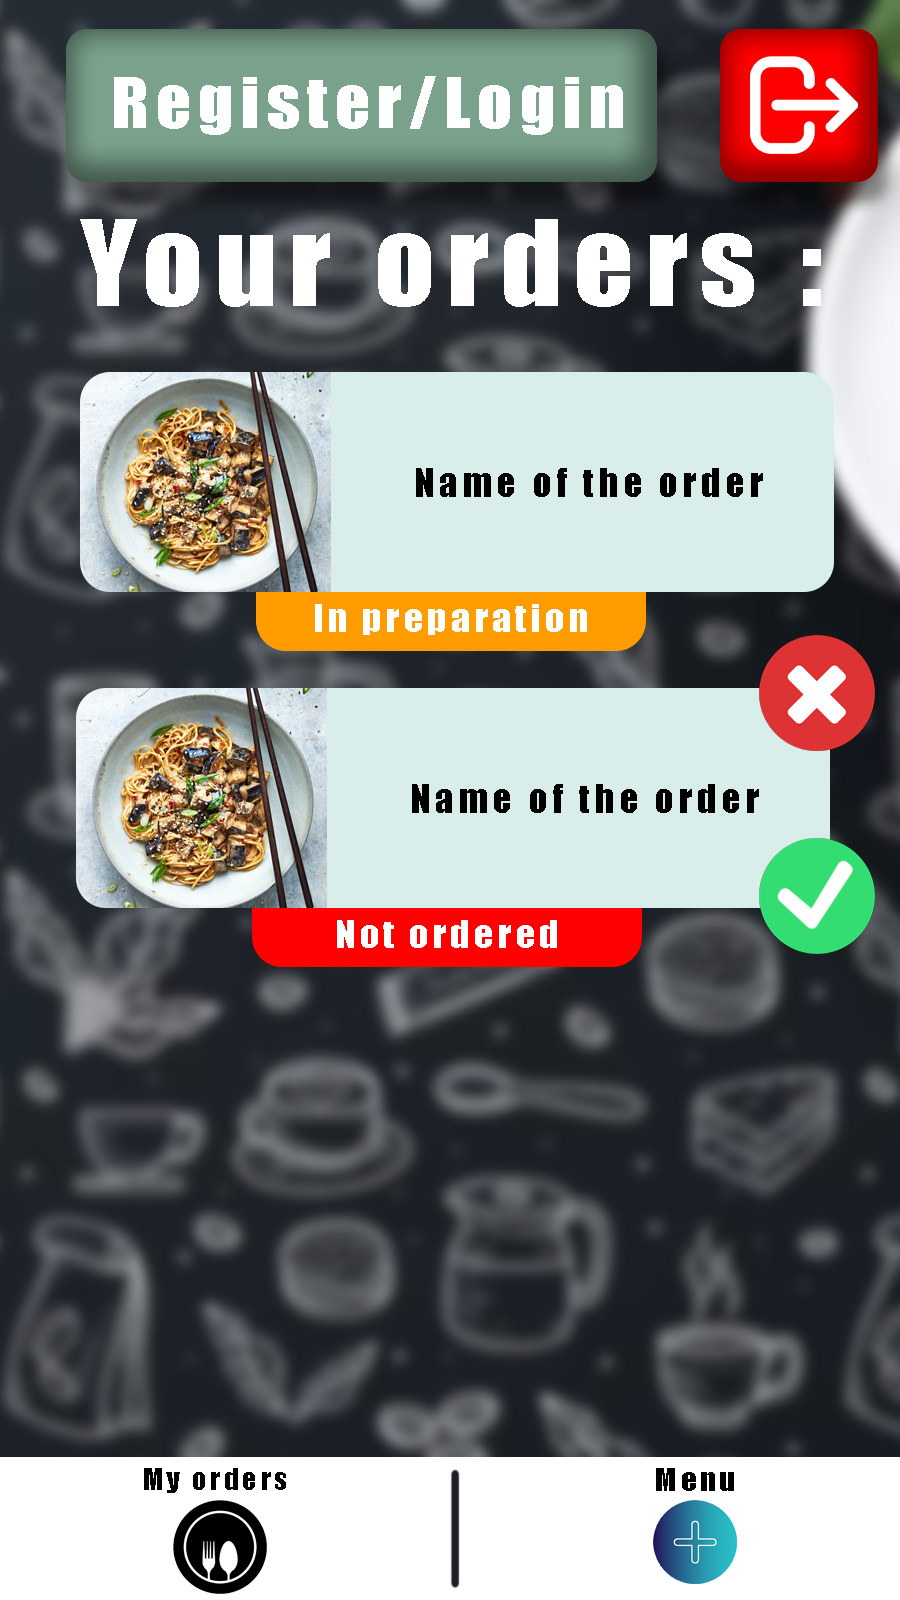 Register/Login
Your orders :
Name of the order
In preparation
Name of the order
Not ordered
My orders
Menu